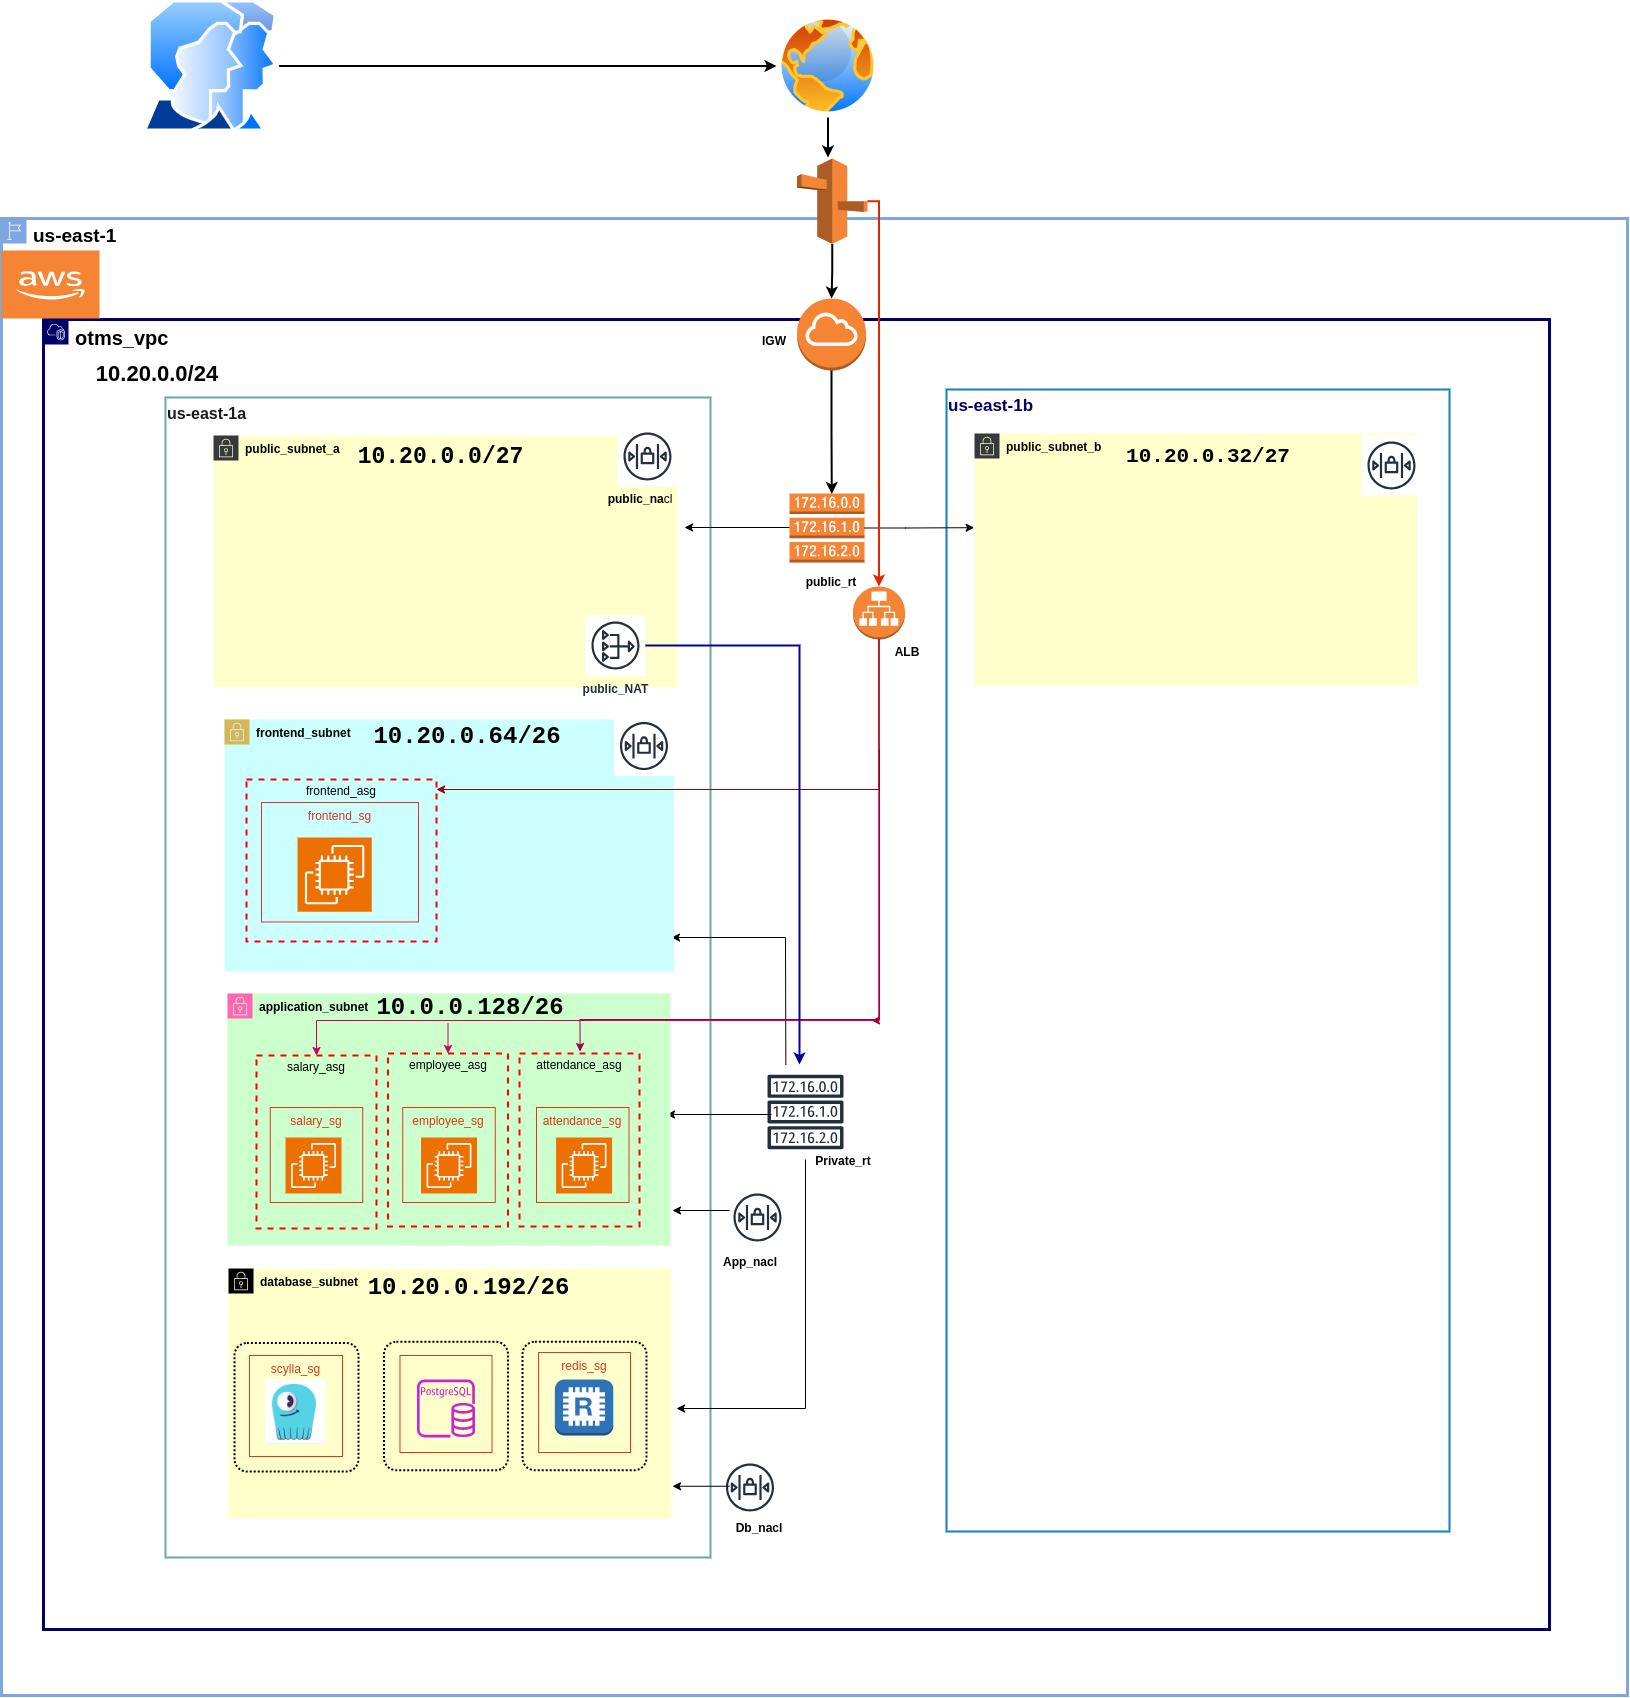 us-east-1
aws
otms_vpc
10.20.0.0/24
IGW
us-east-1a
us-east-1b
public_subnet_a
10.20.0.0/27
public_nacl
public_subnet_b
10.20.0.32/27
172.16.0.0
172.16.1.0
172.16.2.0
public_rt
ALB
public_NAT
frontend_subnet
10.20.0.64/26
frontend_asg
frontend_sg
application_subnet
10.0.0.128/26
salary_asg
employee_asg
attendance_asg
salary_sg
employee_sg
attendance_sg
172.16.0.0
172.16.1.0
172.16.2.0
Private_rt
App_nacl
database_subnet
10.20.0.192/26
scylla_sg
PostgreSQL
redis_sg
R
Db_nacl